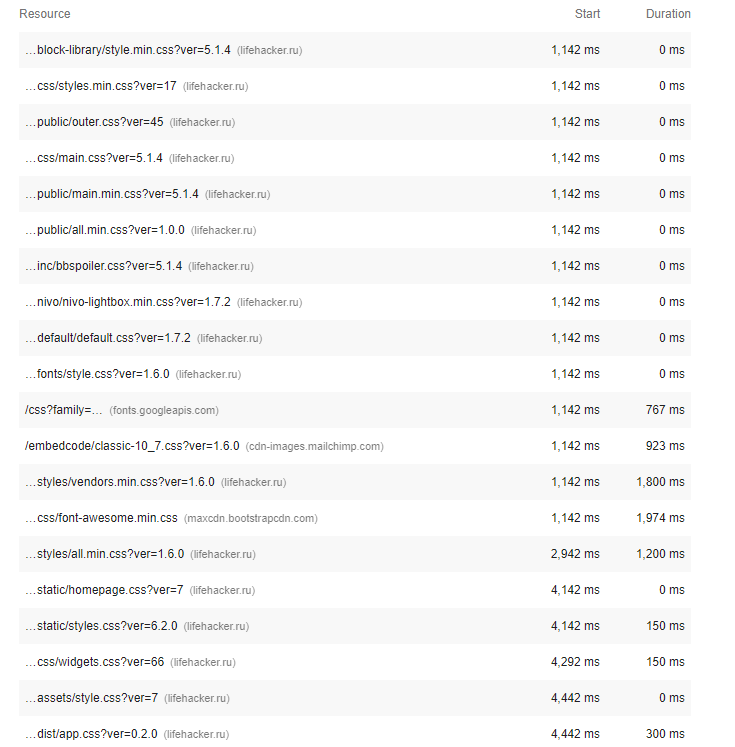 Resource Start Duration
...block-library/style.min.css?ver=5.1.4 (lifehacker.ru) 1,142 ms 0 ms
...css/styles.min.css?ver=17 (lifehacker.ru) 1,142 ms 0 ms
...public/outer.css?ver=45 (lifehacker.ru) 1,142 ms 0 ms
...css/main.css?ver=5.1.4 (lifehacker.ru) 1,142 ms 0 ms
...public/main.min.css?ver=5.1.4 (lifehacker.ru) 1,142 ms 0 ms
...public/all.min.css?ver=1.0.0 (lifehacker.ru) 1,142 ms 0 ms
...inc/bbspoiler.css?ver=5.1.4 (lifehacker.ru) 1,142 ms 0 ms
...nivo/nivo-lightbox.min.css?ver=1.7.2 (lifehacker.ru) 1,142 ms 0 ms
...default/default.css?ver=1.7.2 (lifehacker.ru) 1,142 ms 0 ms
...fonts/style.css?ver=1.6.0 (lifehacker.ru) 1,142 ms 0 ms
/css?family=... (fonts.googleapis.com) 1,142 ms 767 ms
/embedcode/classic-10_7.css?ver=1.6.0 (cdn-images.mailchimp.com) 1,142 ms 923 ms
...styles/vendors.min.css?ver=1.6.0 (lifehacker.ru) 1,142 ms 1,800 ms
...css/font-awesome.min.css (maxcdn.bootstrapcdn.com) 1,142 ms 1,974 ms
...styles/all.min.css?ver=1.6.0 (lifehacker.ru) 2,942 ms 1,200 ms
...static/homepage.css?ver=7 (lifehacker.ru) 4,142 ms 0 ms
...static/styles.css?ver=6.2.0 (lifehacker.ru) 4,142 ms 150 ms
...css/widgets.css?ver=66 (lifehacker.ru) 4,292 ms 150 ms
...assets/style.css?ver=7 (lifehacker.ru) 4,442 ms 0 ms
...dist/app.css?ver=0.2.0 (lifehacker.ru) 4,442 ms 300 ms